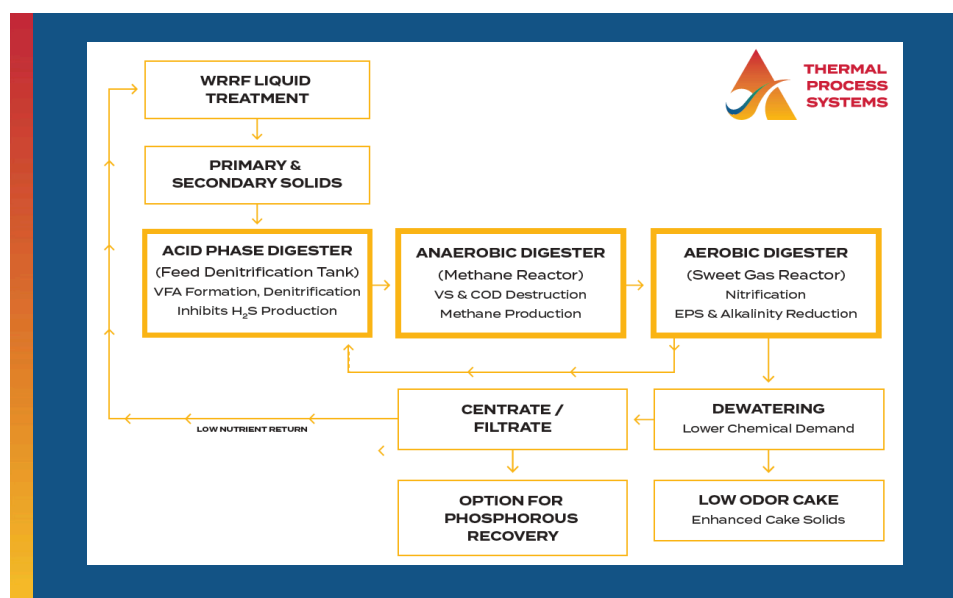 THERMAL
PROCESS
SYSTEMS
WRRF LIQUID
TREATMENT
PRIMARY &
SECONDARY SOLIDS
ACID PHASE DIGESTER
(Feed Denitrification Tank)
VFA Formation, Denitrification
Inhibits H₂S Production
ANAEROBIC DIGESTER
(Methane Reactor)
VS & COD Destruction
Methane Production
AEROBIC DIGESTER
(Sweet Gas Reactor)
Nitrification
EPS & Alkalinity Reduction
CENTRATE /
FILTRATE
DEWATERING
Lower Chemical Demand
LOW NUTRIENT RETURN
OPTION FOR
PHOSPHOROUS
RECOVERY
LOW ODOR CAKE
Enhanced Cake Solids